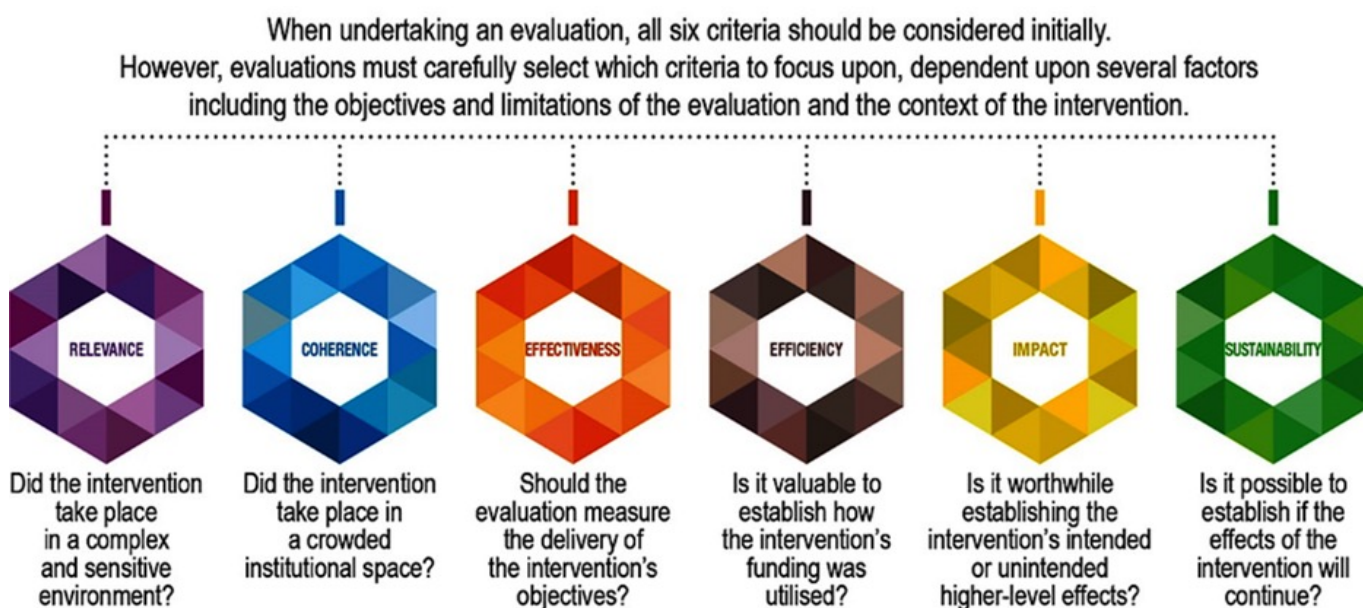 When undertaking an evaluation, all six criteria should be considered initially.
However, evaluations must carefully select which criteria to focus upon, dependent upon several factors
including the objectives and limitations of the evaluation and the context of the intervention.
RELEVANCE
COHERENCE
EFFECTIVENESS
EFFICIENCY
IMPACT
SUSTAINABILITY
Did the intervention
take place
in a complex
and sensitive
environment?
Did the intervention
take place in
a crowded
institutional space?
Should the
evaluation measure
the delivery of
the intervention's
objectives?
Is it valuable to
establish how
the intervention's
funding was
utilised?
Is it worthwhile
establishing the
intervention's intended
or unintended
higher-level effects?
Is it possible to
establish if the
effects of the
intervention will
continue?